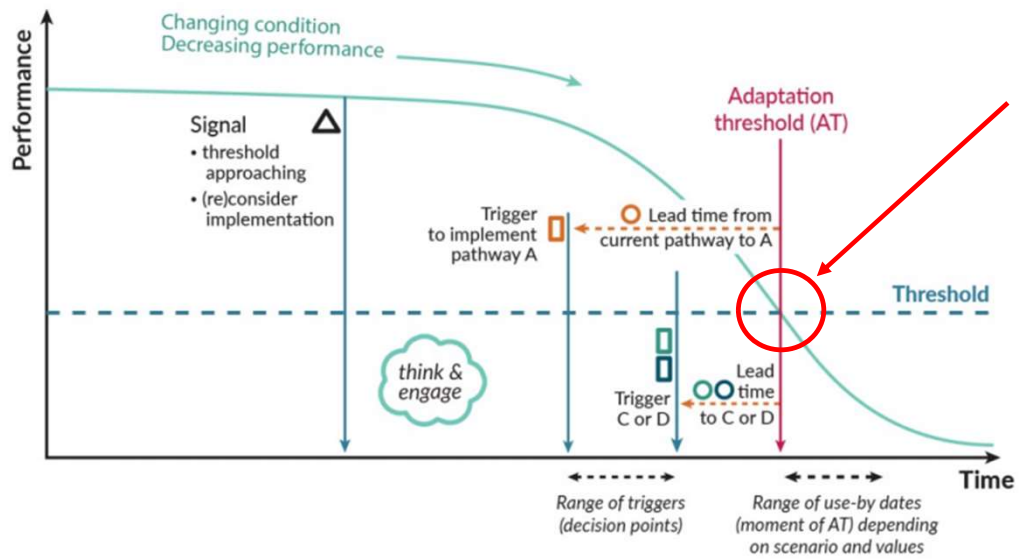 Performance
Changing condition
Decreasing performance
Signal
• threshold
approaching
• (re)consider
implementation
Adaptation
threshold (AT)
Trigger
to implement
pathway A
Lead time from
current pathway to A
Threshold
think &
engage
Trigger
C or D
Lead
time
to C or D
Time
Range of triggers
(decision points)
Range of use-by dates
(moment of AT) depending
on scenario and values